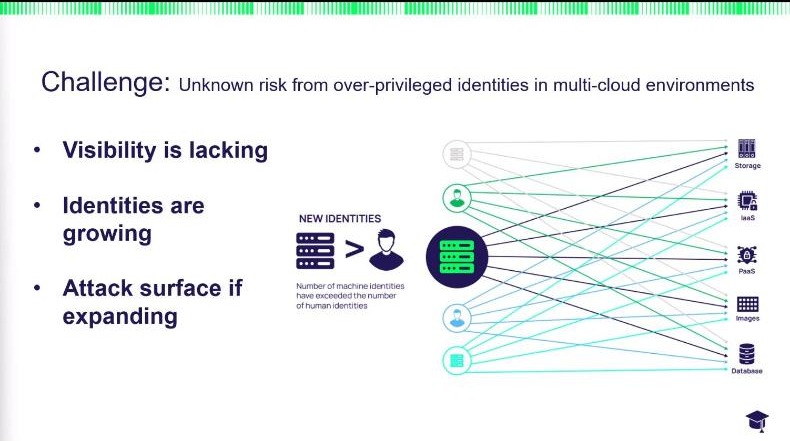 Challenge: Unknown risk from over-privileged identities in multi-cloud environments
• Visibility is lacking
• Identities are
growing
• Attack surface if
expanding
NEW IDENTITIES
>
Number of machine identities
have exceeded the number
of human identities
Storage
IaaS
PaaS
Images
Database